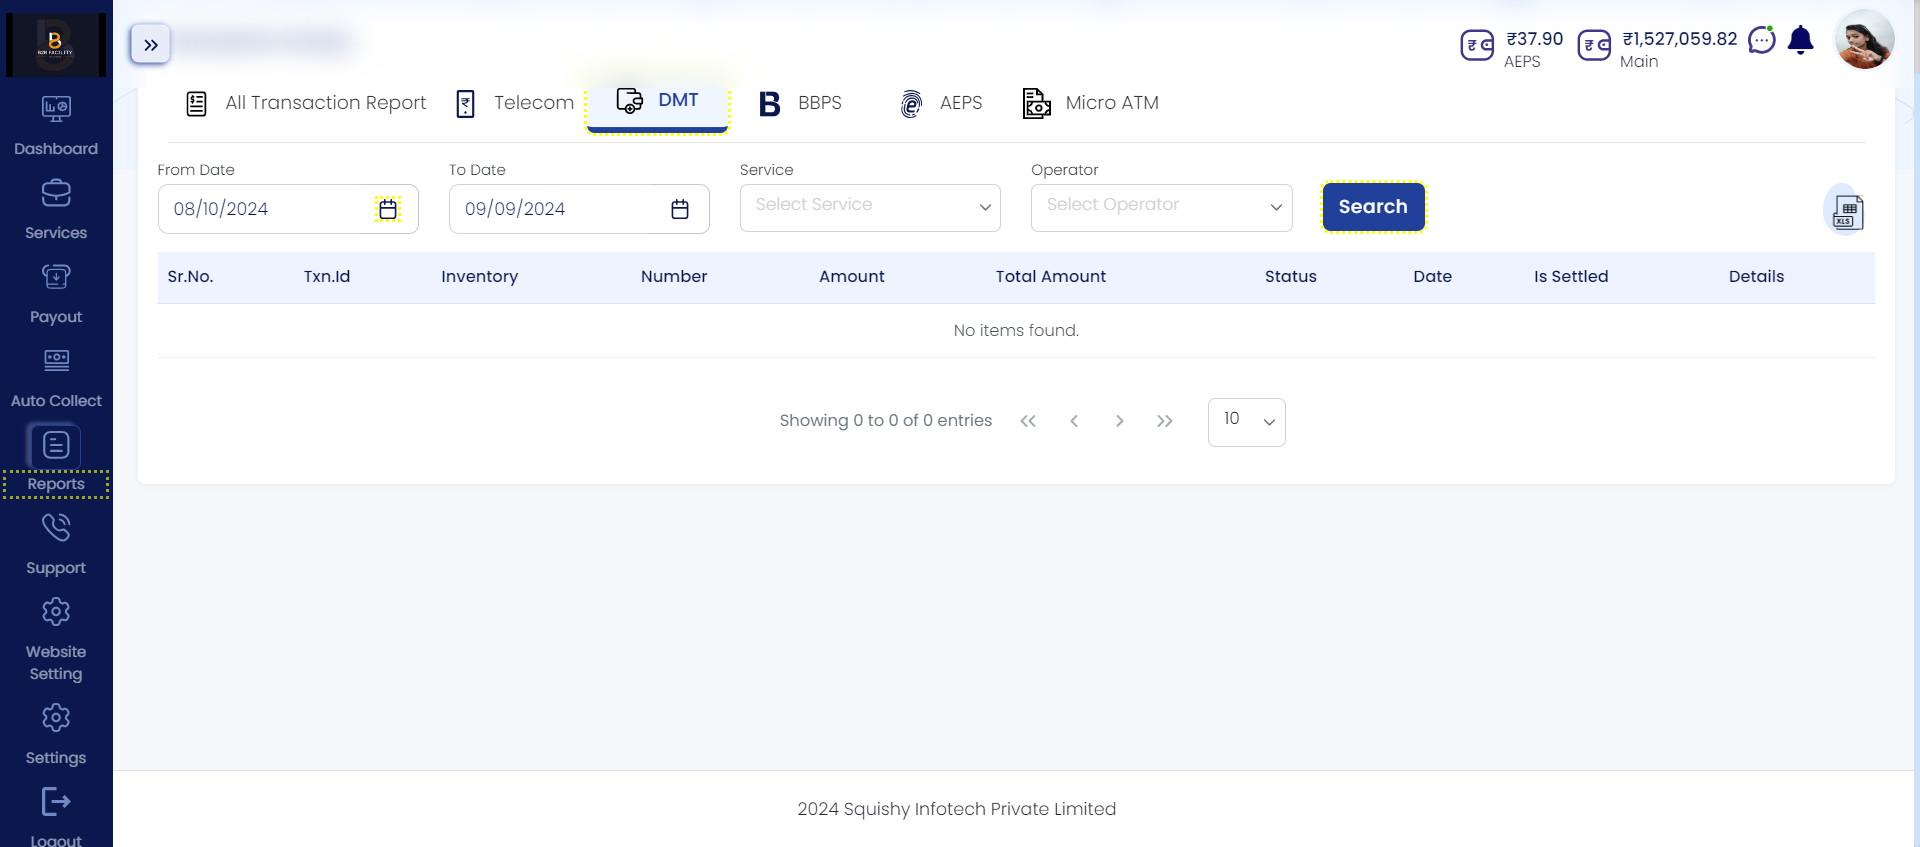 B2B FACILITY
₹37.90
AEPS
₹1,527,059.82
Main
All Transaction Report
Telecom
DMT
BBPS
AEPS
Micro ATM
Dashboard
Services
Payout
Auto Collect
Reports
Support
Website
Setting
Settings
Logout
From Date
To Date
Service
Operator
08/10/2024
09/09/2024
Select Service
Select Operator
Search
XLS
Sr.No.
Txn.Id
Inventory
Number
Amount
Total Amount
Status
Date
Is Settled
Details
No items found.
Showing 0 to 0 of 0 entries
10
2024 Squishy Infotech Private Limited